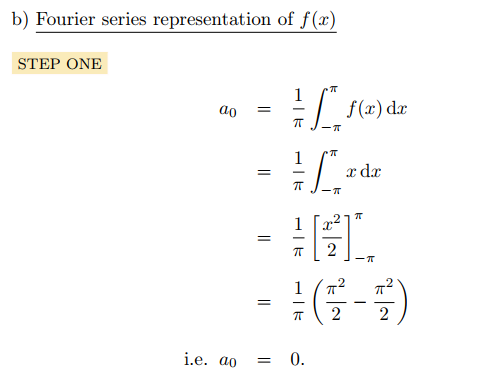 b) Fourier series representation of f(x)
STEP ONE
a₀ = 1/π ∫_{-π}^{π} f(x) dx
= 1/π ∫_{-π}^{π} x dx
= 1/π [x²/2]_{-π}^{π}
= 1/π (π²/2 − π²/2)
i.e. a₀ = 0.